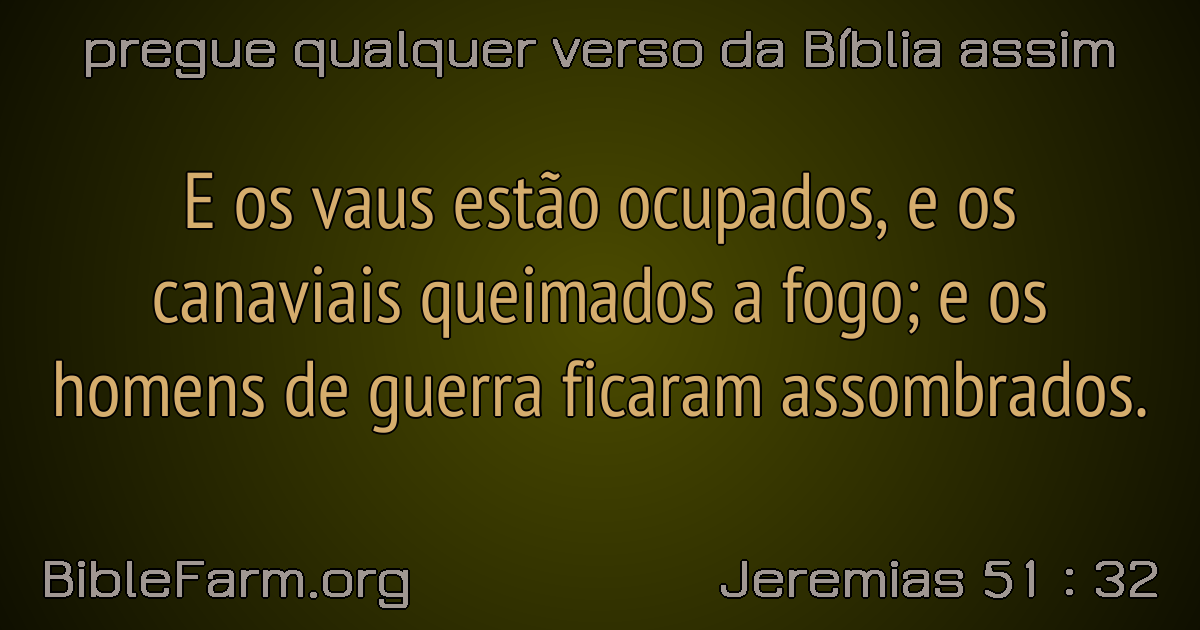 pregue qualquer verso da Bíblia assim
E os vaus estão ocupados, e os
canaviais queimados a fogo; e os
homens de guerra ficaram assombrados.
BibleFarm.org
Jeremias 51 : 32